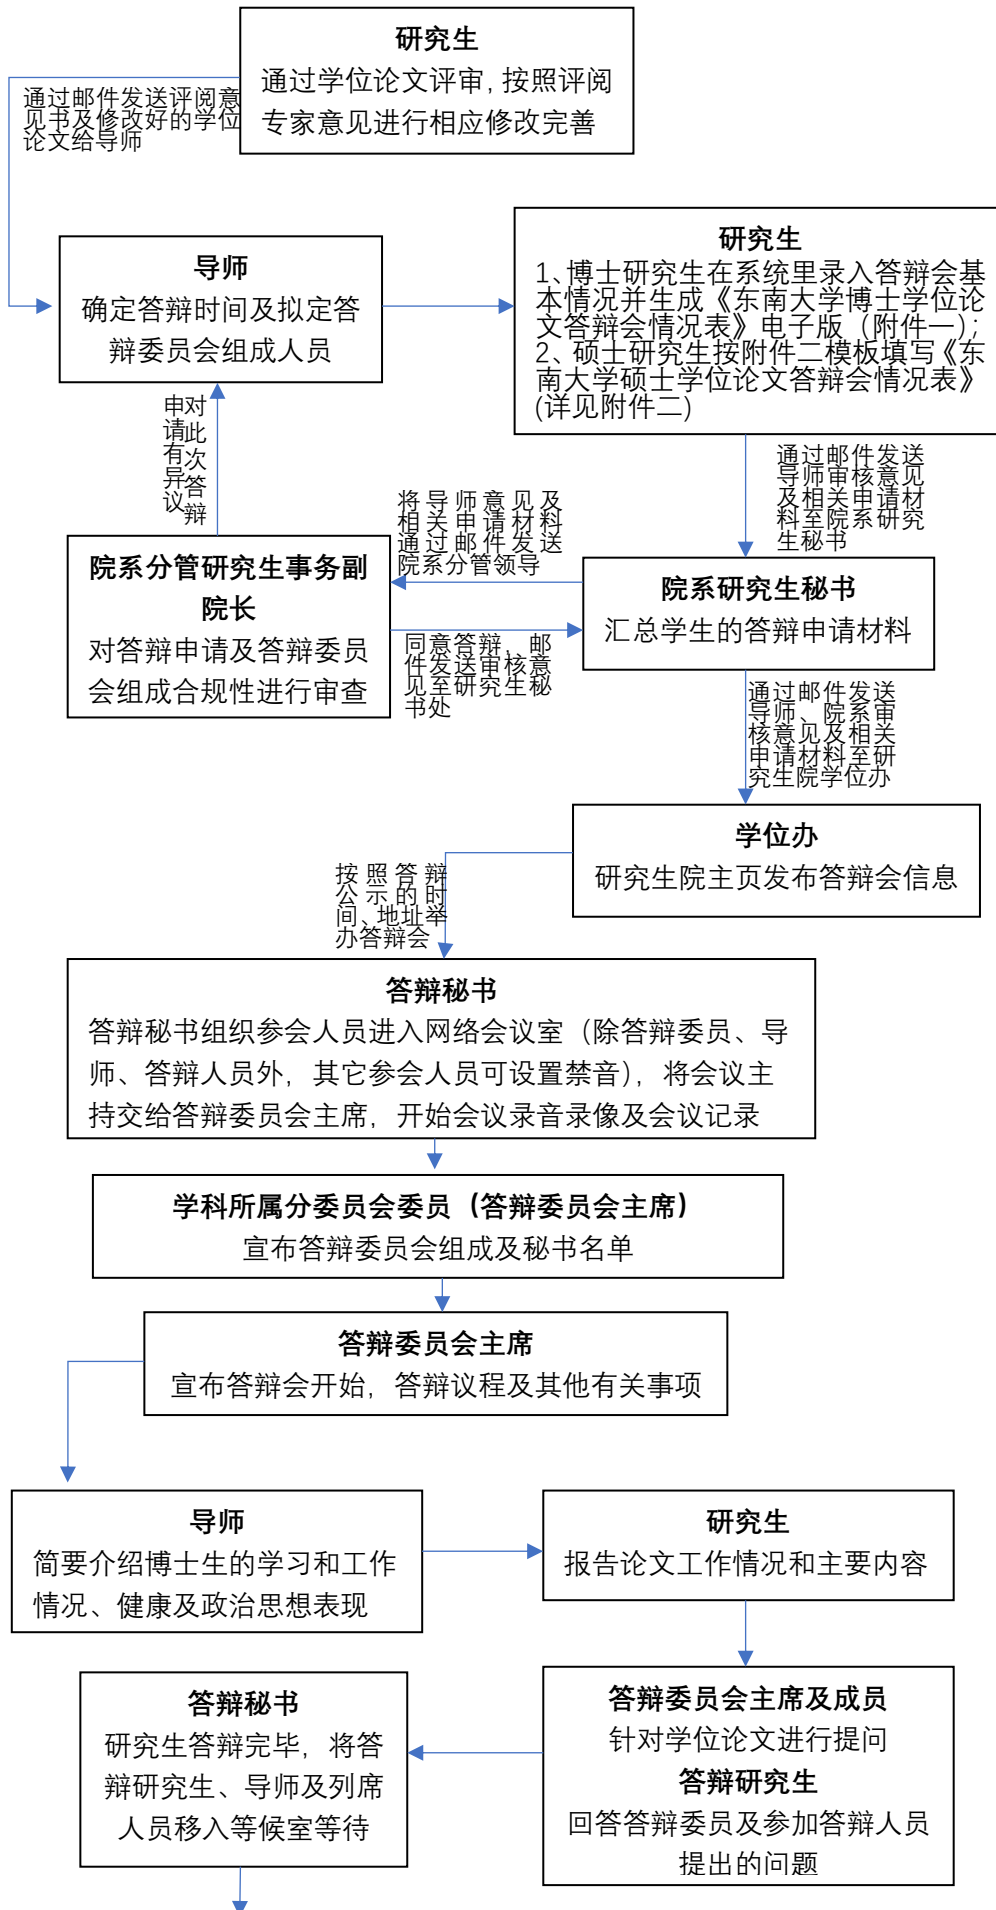 研究生
通过学位论文评审, 按照评阅
专家意见进行相应修改完善
通过邮件发送评阅意
见书及修改好的学位
论文给导师
导师
确定答辩时间及拟定答
辩委员会组成人员
研究生
1、博士研究生在系统里录入答辩会基
本情况并生成《东南大学博士学位论
文答辩会情况表》电子版（附件一）；
2、硕士研究生按附件二模板填写《东
南大学硕士学位论文答辩会情况表》
(详见附件二)
对此次答辩
申请有异议
通过邮件发送
导师审核意见
及相关申请材
料至院系研究
生秘书
将导师意见及
相关申请材料
通过邮件发送
院系分管领导
院系分管研究生事务副
院长
对答辩申请及答辩委员
会组成合规性进行审查
院系研究生秘书
汇总学生的答辩申请材料
同意答辩，邮
件发送审核意
见至研究生秘
书处
通过邮件发送
导师、院系审
核意见及相关
申请材料至研
究生院学位办
学位办
研究生院主页发布答辩会信息
按照答辩
公示的时
间、地址举
办答辩会
答辩秘书
答辩秘书组织参会人员进入网络会议室（除答辩委员、导
师、答辩人员外，其它参会人员可设置禁音），将会议主
持交给答辩委员会主席，开始会议录音录像及会议记录
学科所属分委员会委员（答辩委员会主席）
宣布答辩委员会组成及秘书名单
答辩委员会主席
宣布答辩会开始，答辩议程及其他有关事项
导师
简要介绍博士生的学习和工作
情况、健康及政治思想表现
研究生
报告论文工作情况和主要内容
答辩委员会主席及成员
针对学位论文进行提问
答辩研究生
回答答辩委员及参加答辩人员
提出的问题
答辩秘书
研究生答辩完毕，将答
辩研究生、导师及列席
人员移入等候室等待